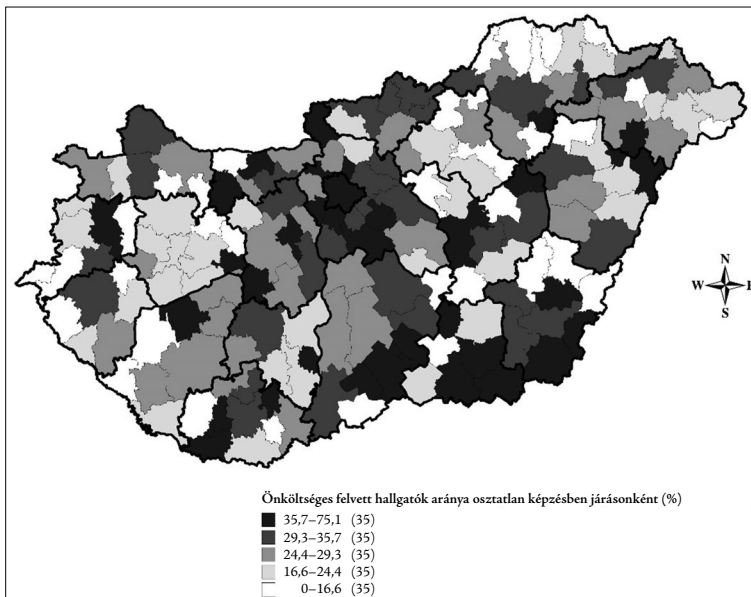 N
W E
S
Önköltséges felvett hallgatók aránya osztatlan képzésben járásonként (%)
35,7–75,1 (35)
29,3–35,7 (35)
24,4–29,3 (35)
16,6–24,4 (35)
0–16,6 (35)